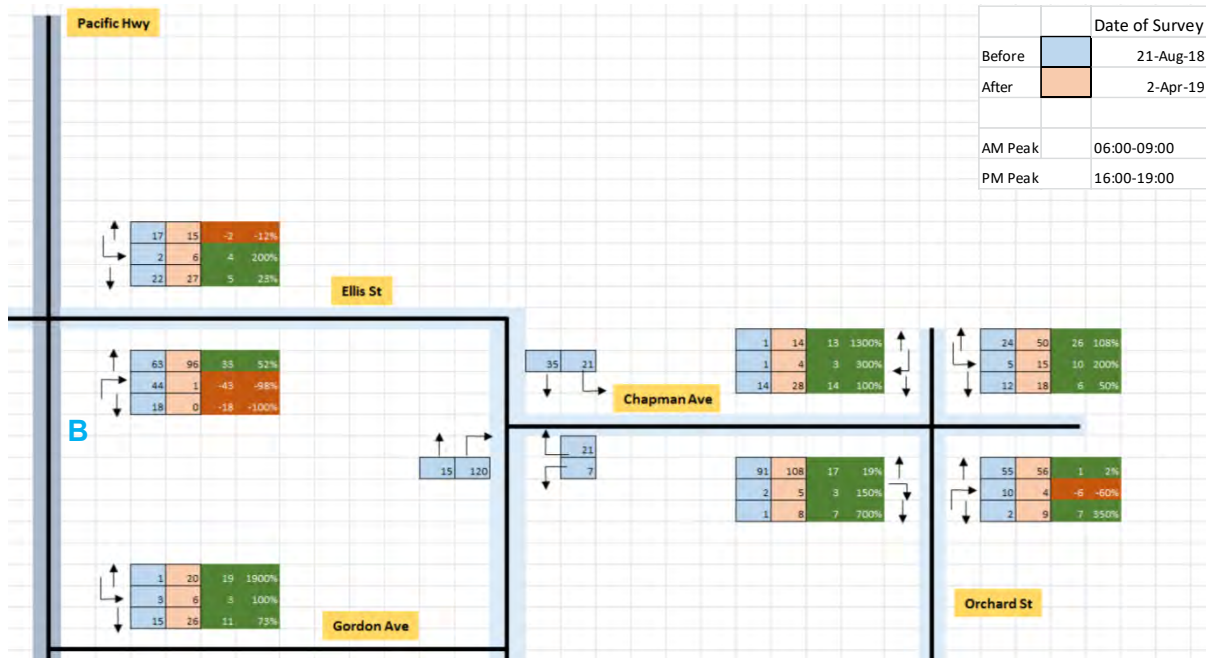 Pacific Hwy
Date of Survey
Before 21-Aug-18
After 2-Apr-19
AM Peak 06:00-09:00
PM Peak 16:00-19:00
17 15 -2 -12%
2 6 4 200%
22 27 5 23%
Ellis St
63 96 33 52%
44 1 -43 -98%
18 0 -18 -100%
B
35 21
Chapman Ave
1 14 13 1300%
1 4 3 300%
14 28 14 100%
24 50 26 108%
5 15 10 200%
12 18 6 50%
15 120
21
7
91 108 17 19%
2 5 3 150%
1 8 7 700%
55 56 1 2%
10 4 -6 -60%
2 9 7 350%
1 20 19 1900%
3 6 3 100%
15 26 11 73%
Gordon Ave
Orchard St